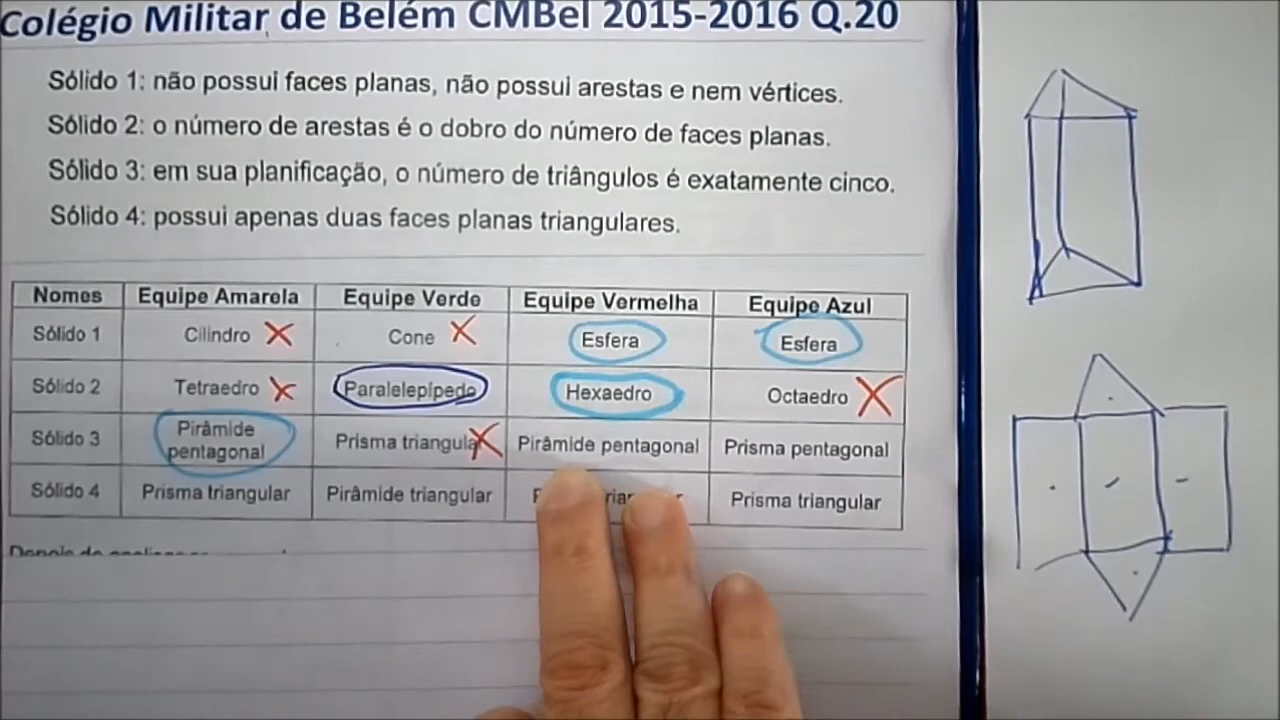 Colégio Militar de Belém CMBel 2015-2016 Q.20
Sólido 1: não possui faces planas, não possui arestas e nem vértices.
Sólido 2: o número de arestas é o dobro do número de faces planas.
Sólido 3: em sua planificação, o número de triângulos é exatamente cinco.
Sólido 4: possui apenas duas faces planas triangulares.
Nomes Equipe Amarela Equipe Verde Equipe Vermelha Equipe Azul
Sólido 1 Cilindro Cone Esfera Esfera
Sólido 2 Tetraedro Paralelepípedo Hexaedro Octaedro
Sólido 3 Pirâmide pentagonal Prisma triangular Pirâmide pentagonal Prisma pentagonal
Sólido 4 Prisma triangular Pirâmide triangular Prisma triangular